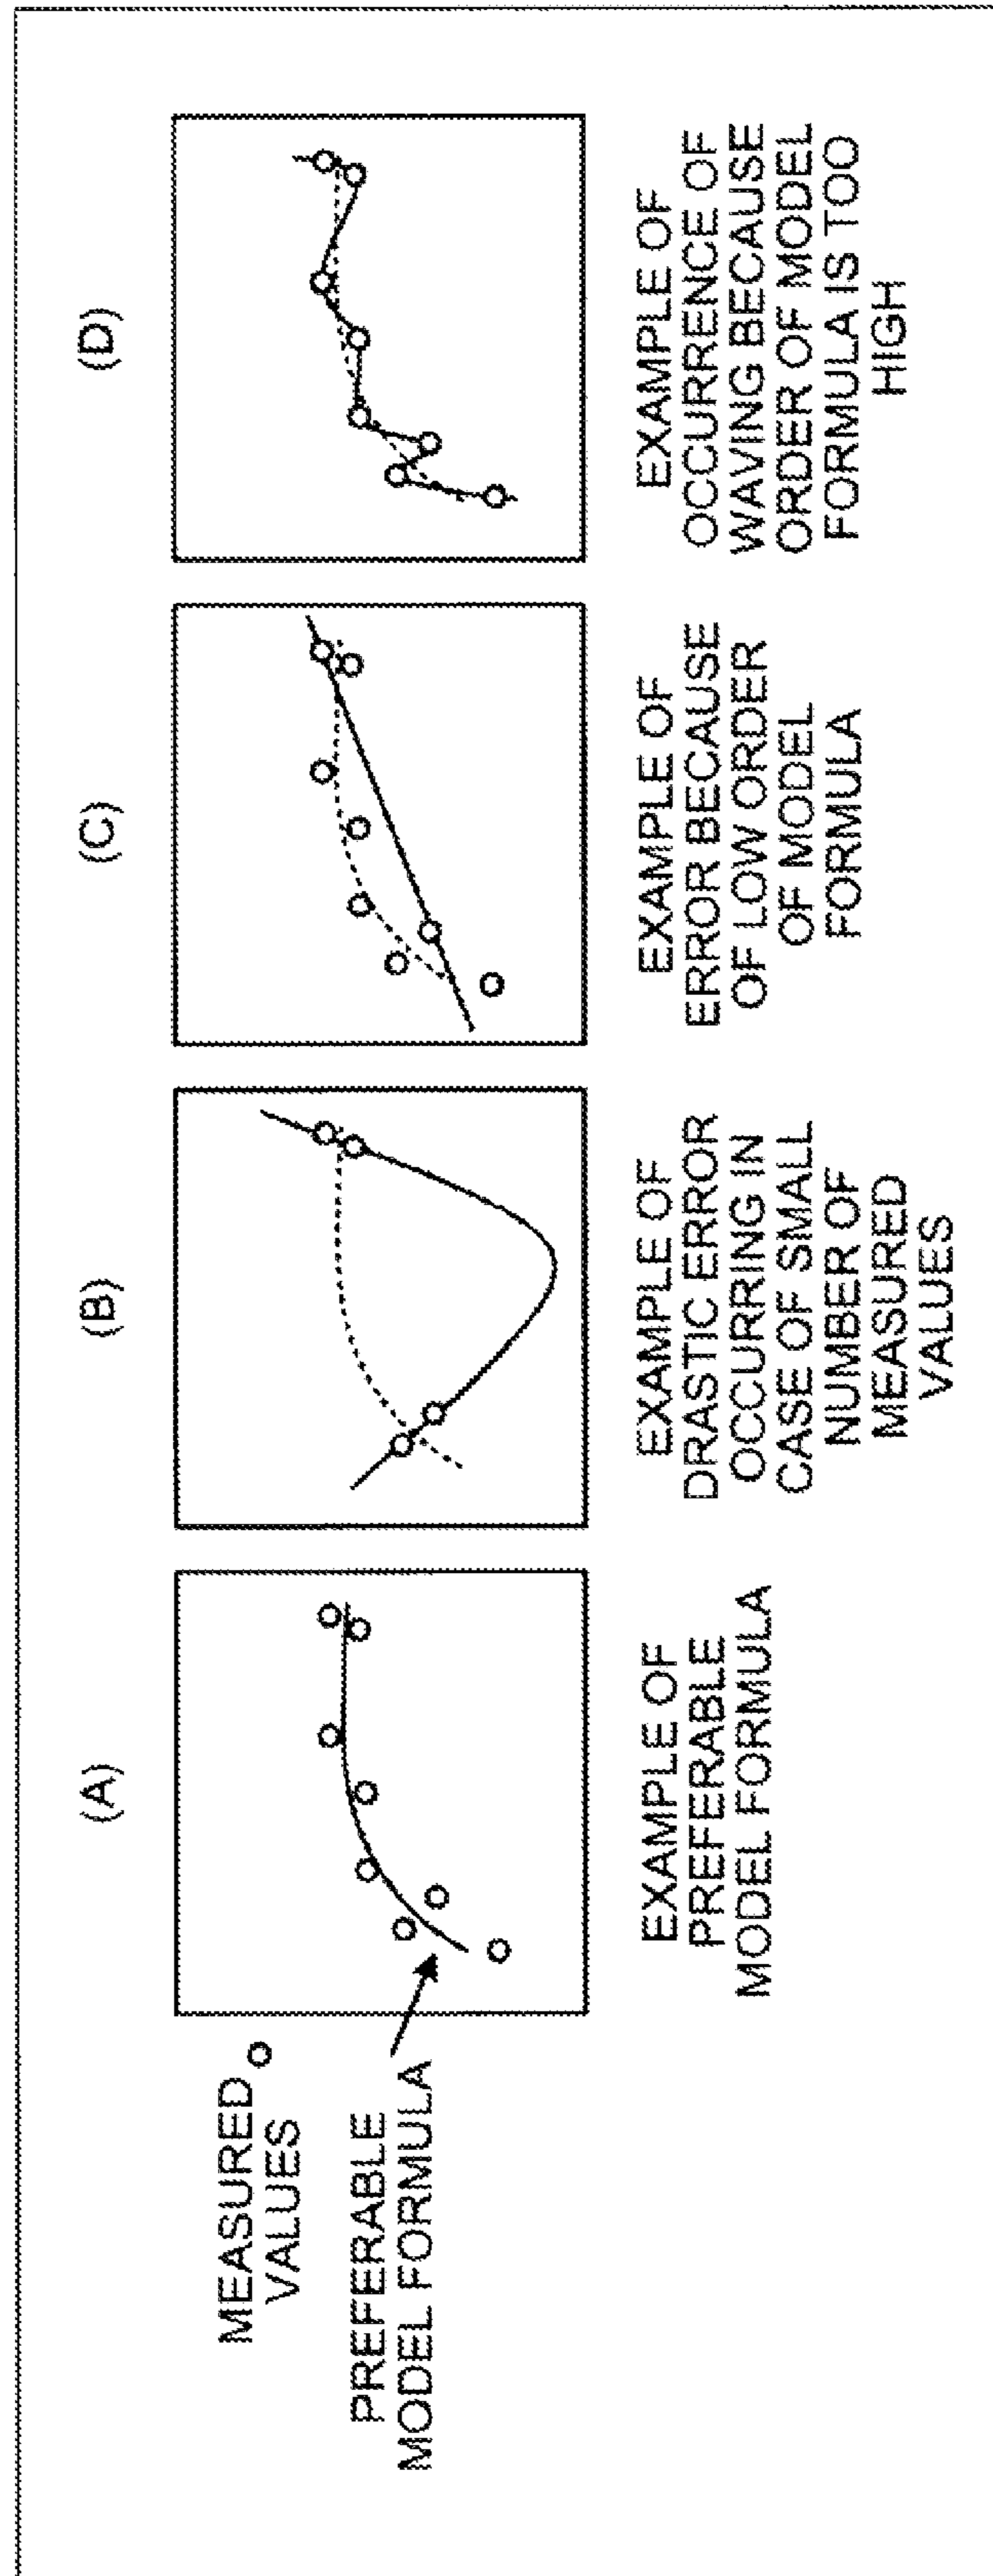 (A)
(B)
(C)
(D)
MEASURED
VALUES
PREFERABLE
MODEL FORMULA
EXAMPLE OF
PREFERABLE
MODEL FORMULA
EXAMPLE OF
DRASTIC ERROR
OCCURRING IN
CASE OF SMALL
NUMBER OF
MEASURED
VALUES
EXAMPLE OF
ERROR BECAUSE
OF LOW ORDER
OF MODEL
FORMULA
EXAMPLE OF
OCCURRENCE OF
WAVING BECAUSE
ORDER OF MODEL
FORMULA IS TOO
HIGH